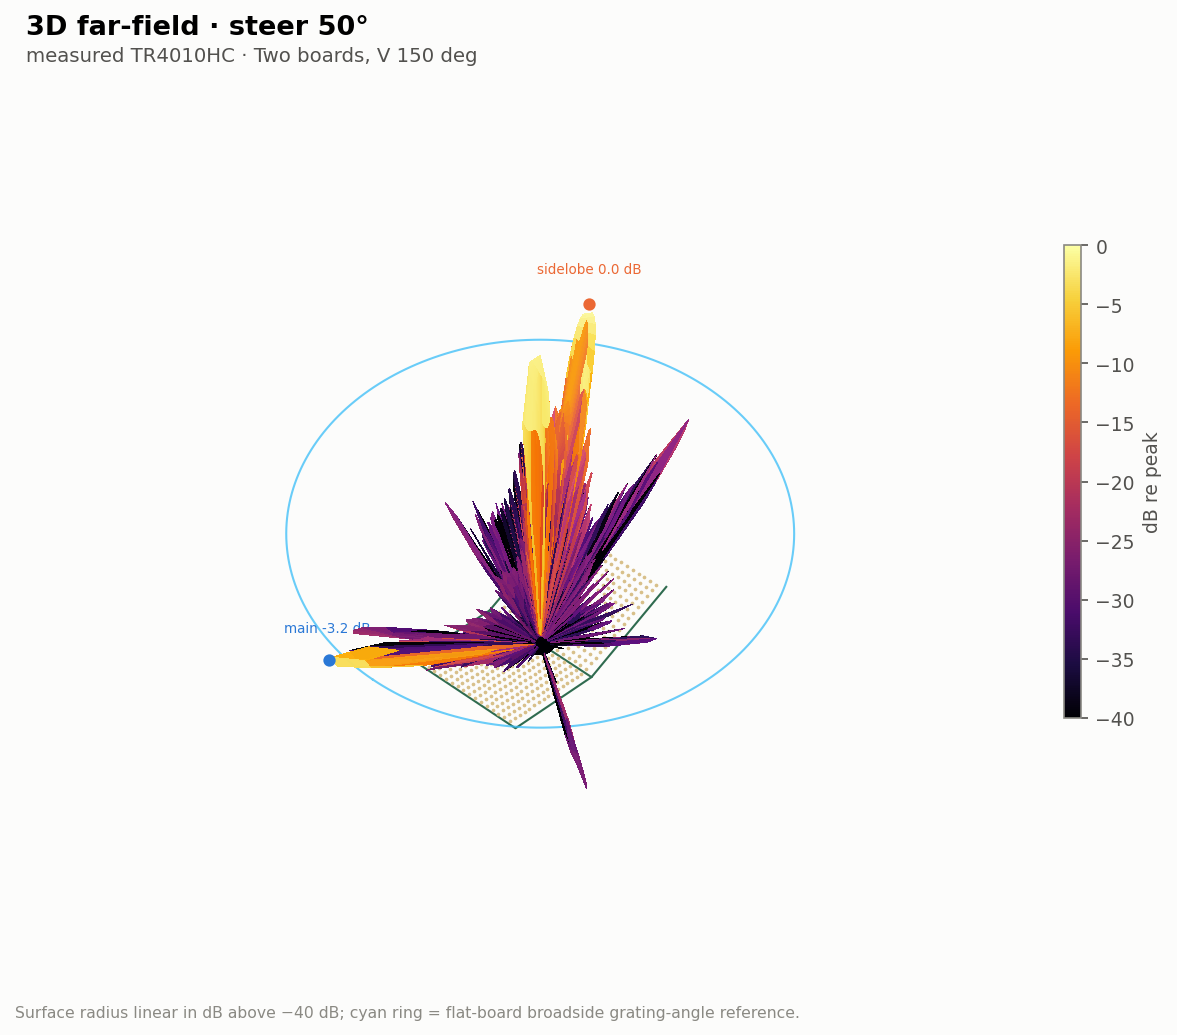 3D far-field · steer 50°
measured TR4010HC · Two boards, V 150 deg
sidelobe 0.0 dB
main -3.2 dB
0
−5
−10
−15
−20
−25
−30
−35
−40
dB re peak
Surface radius linear in dB above −40 dB; cyan ring = flat-board broadside grating-angle reference.